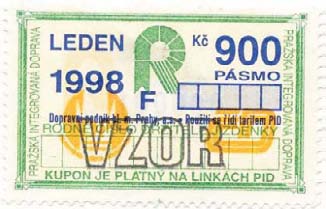 LEDEN Kč 900
1998 F PÁSMO
Dopravní podnik hl. m. Prahy, a.s. • Použití se řídí tarifem PID
RODNÉ ČÍSLO DRŽITELE JÍZDENKY
VZOR
KUPON JE PLATNÝ NA LINKÁCH PID
PRAŽSKÁ INTEGROVANÁ DOPRAVA
PRAŽSKÁ INTEGROVANÁ DOPRAVA